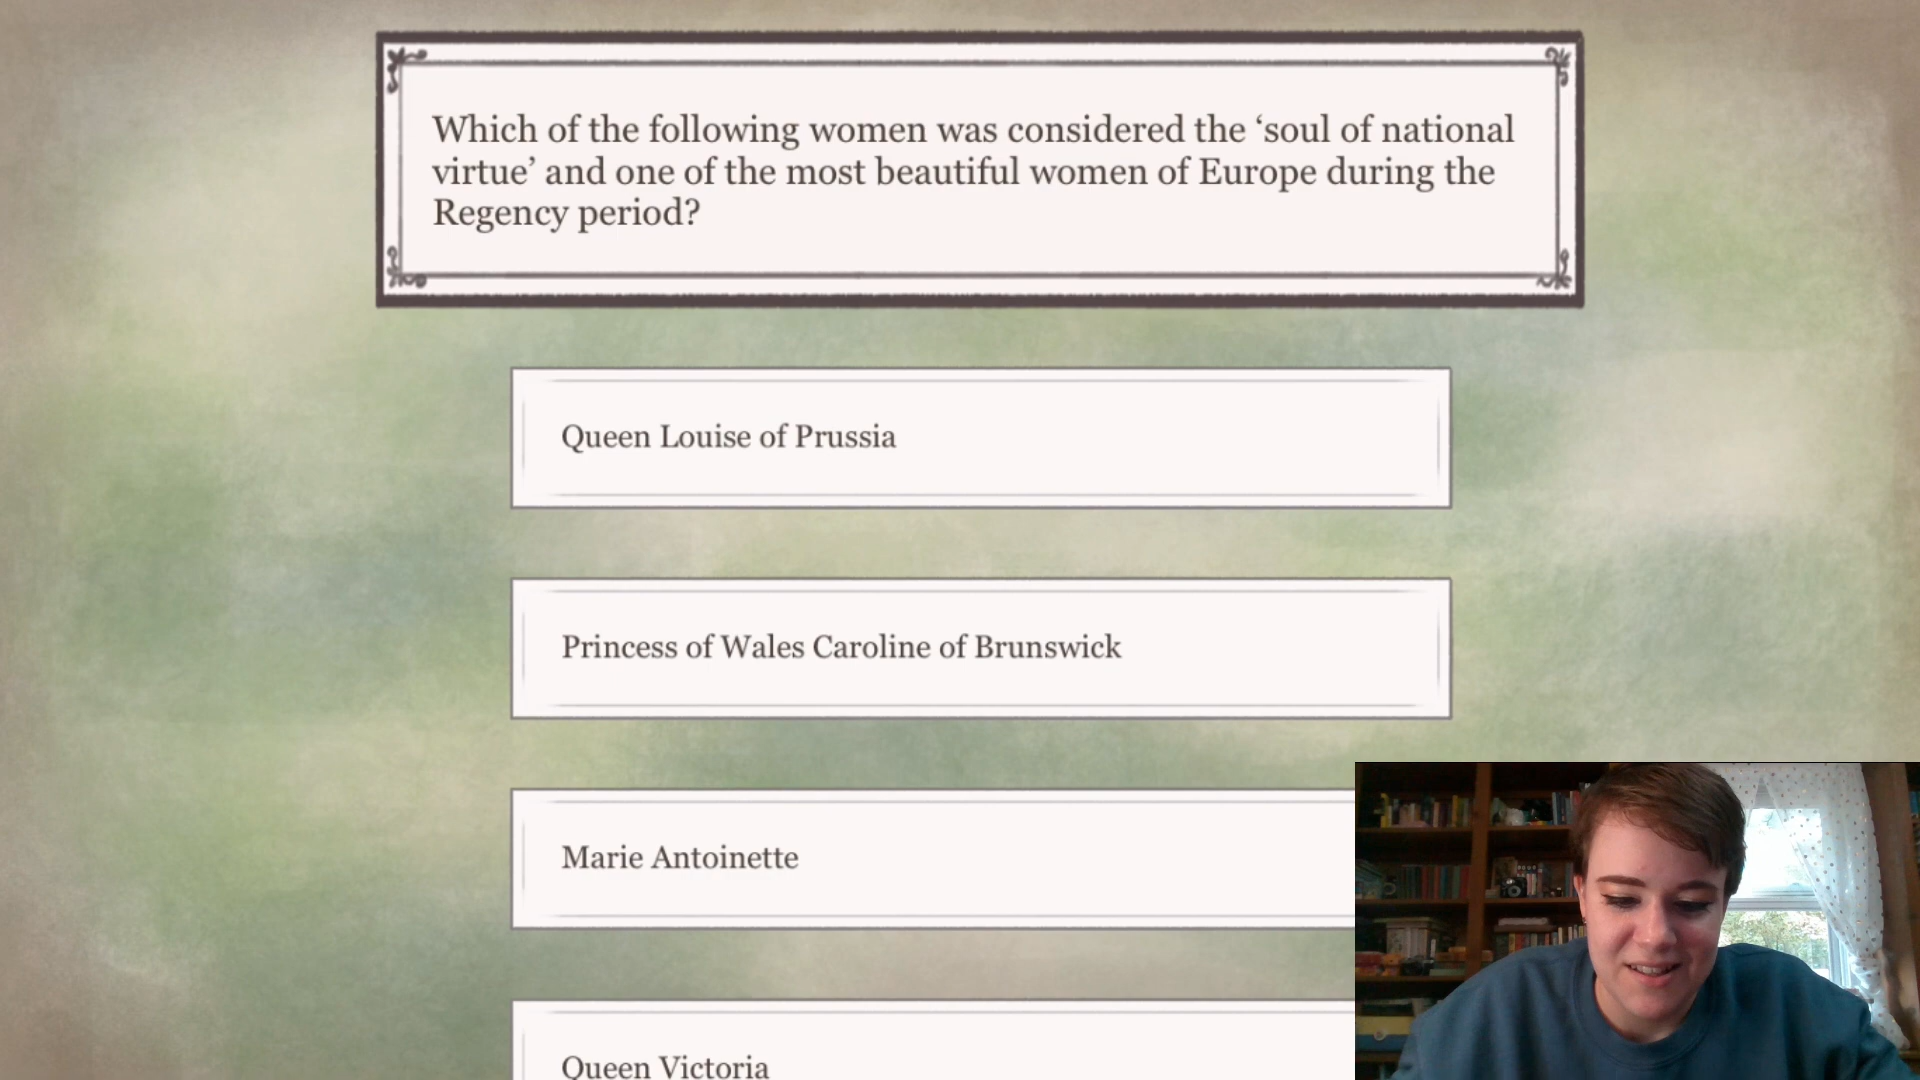 Which of the following women was considered the ‘soul of national
virtue’ and one of the most beautiful women of Europe during the
Regency period?
Queen Louise of Prussia
Princess of Wales Caroline of Brunswick
Marie Antoinette
Queen Victoria